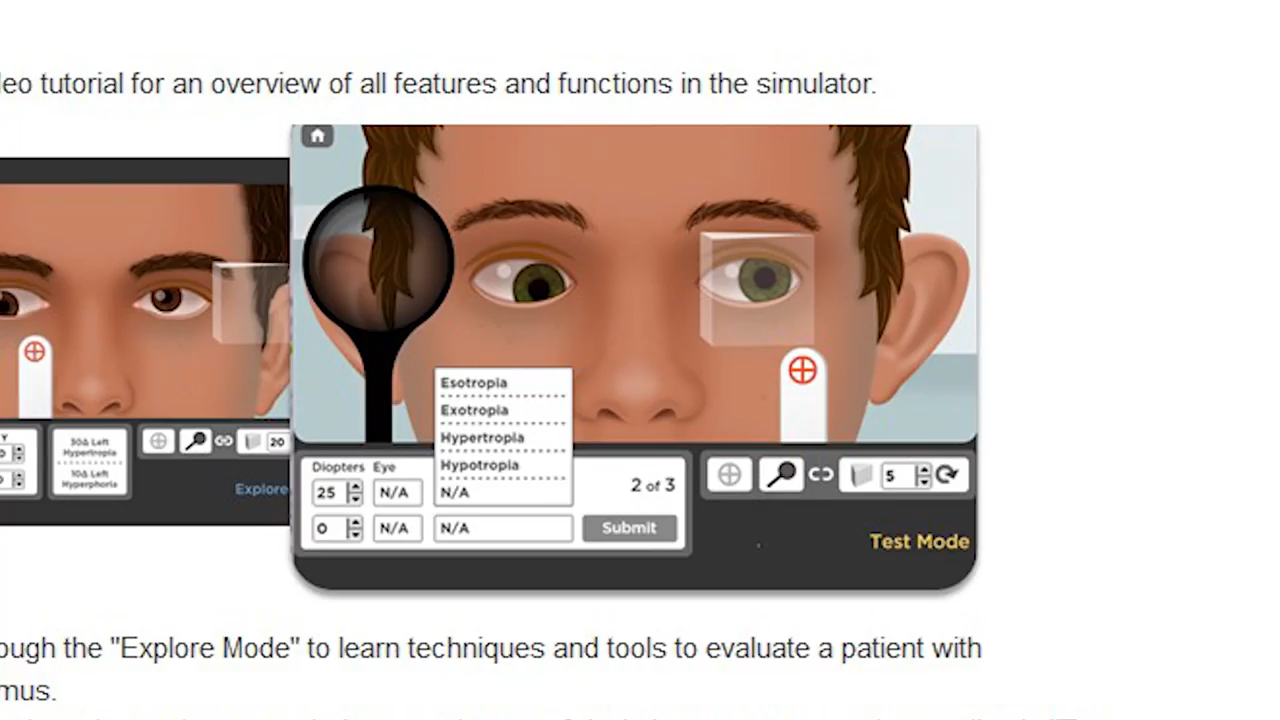 eo tutorial for an overview of all features and functions in the simulator.
Esotropia
Exotropia
Hypertropia
Hypotropia
N/A
Diopters Eye
25 N/A
0 N/A N/A
2 of 3
Submit
5
Test Mode
Y
30Δ Left
Hypertropia
10Δ Left
Hyperphoria
20
Explore
ough the "Explore Mode" to learn techniques and tools to evaluate a patient with
mus.